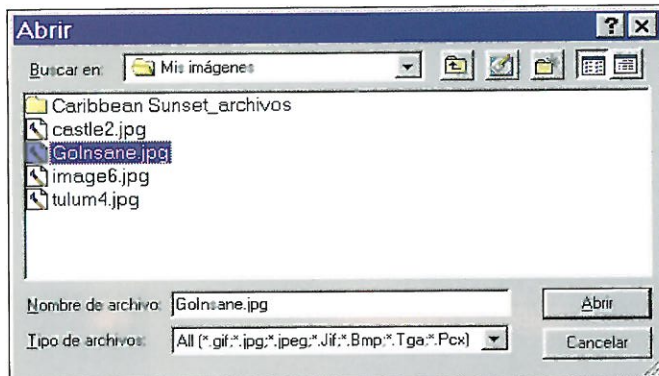 Abrir
Buscar en: Mis imágenes
Caribbean Sunset_archivos
castle2.jpg
GoInsane.jpg
image6.jpg
tulum4.jpg
Nombre de archivo: GoInsane.jpg Abrir
Tipo de archivos: All (*.gif;*.jpg;*.jpeg;*.Jif;*.Bmp;*.Tga;*.Pcx) Cancelar